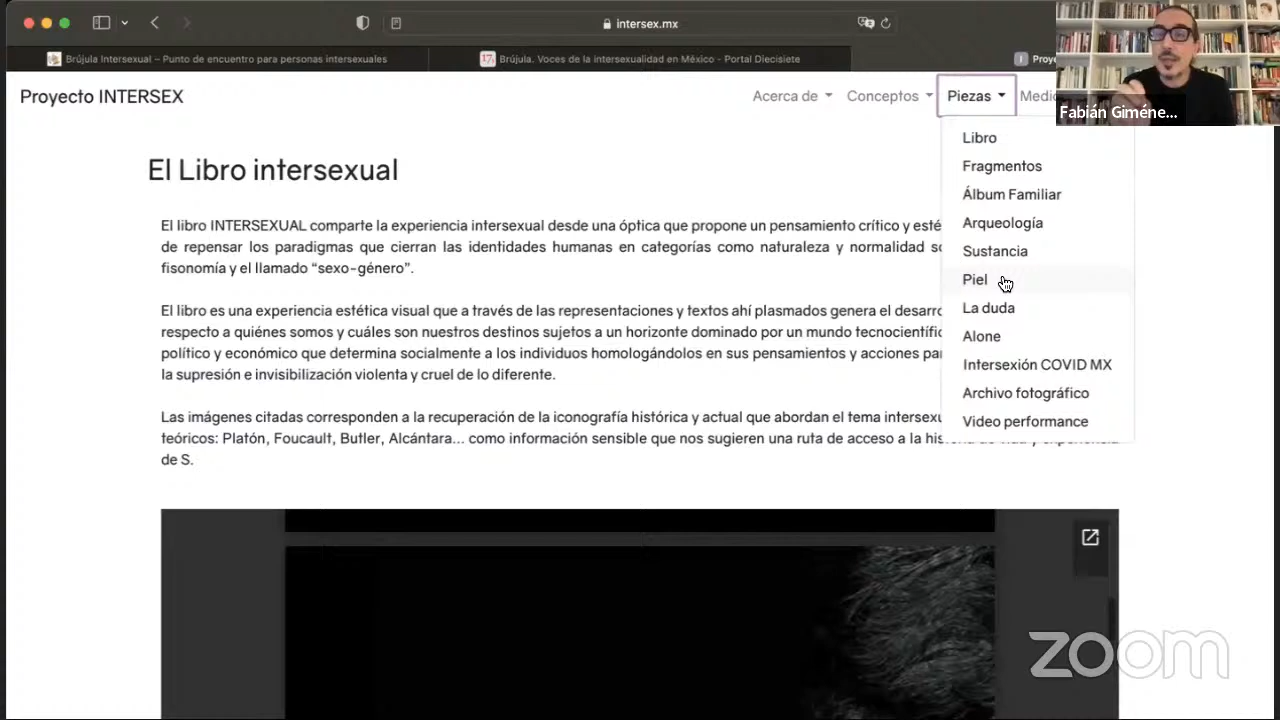 intersex.mx
Brújula Intersexual – Punto de encuentro para personas intersexuales
17,
Brújula. Voces de la intersexualidad en México - Portal Diecisiete
I
Proye
Proyecto INTERSEX
Acerca de
Conceptos
Piezas
Medio
Fabián Giméne...
Libro
Fragmentos
Álbum Familiar
Arqueología
Sustancia
Piel
La duda
Alone
Intersexión COVID MX
Archivo fotográfico
Video performance
El Libro intersexual
El libro INTERSEXUAL comparte la experiencia intersexual desde una óptica que propone un pensamiento crítico y esté
de repensar los paradigmas que cierran las identidades humanas en categorías como naturaleza y normalidad so
fisonomía y el llamado “sexo-género”.
El libro es una experiencia estética visual que a través de las representaciones y textos ahí plasmados genera el desarro
respecto a quiénes somos y cuáles son nuestros destinos sujetos a un horizonte dominado por un mundo tecnocientífic
político y económico que determina socialmente a los individuos homologándolos en sus pensamientos y acciones par
la supresión e invisibilización violenta y cruel de lo diferente.
Las imágenes citadas corresponden a la recuperación de la iconografía histórica y actual que abordan el tema intersexu
teóricos: Platón, Foucault, Butler, Alcántara... como información sensible que nos sugieren una ruta de acceso a la historia de vida y experiencia
de S.
zoom